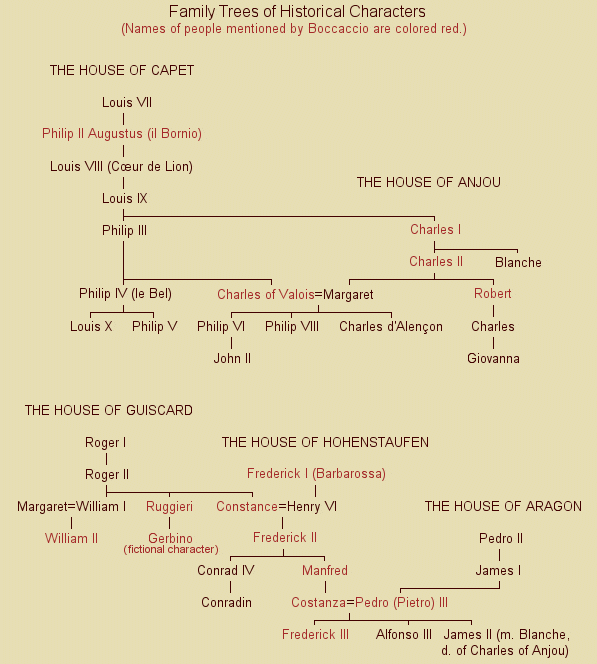 Family Trees of Historical Characters
(Names of people mentioned by Boccaccio are colored red.)
THE HOUSE OF CAPET
Louis VII
Philip II Augustus (il Bornio)
Louis VIII (Cœur de Lion)
THE HOUSE OF ANJOU
Louis IX
Philip III
Charles I
Charles II
Blanche
Philip IV (le Bel)
Charles of Valois=Margaret
Robert
Louis X
Philip V
Philip VI
Philip VIII
Charles d'Alençon
Charles
John II
Giovanna
THE HOUSE OF GUISCARD
Roger I
THE HOUSE OF HOHENSTAUFEN
Roger II
Frederick I (Barbarossa)
Margaret=William I
Ruggieri
Constance=Henry VI
THE HOUSE OF ARAGON
William II
Gerbino
(fictional character)
Frederick II
Pedro II
Conrad IV
Manfred
James I
Conradin
Costanza=Pedro (Pietro) III
Frederick III
Alfonso III
James II (m. Blanche,
d. of Charles of Anjou)